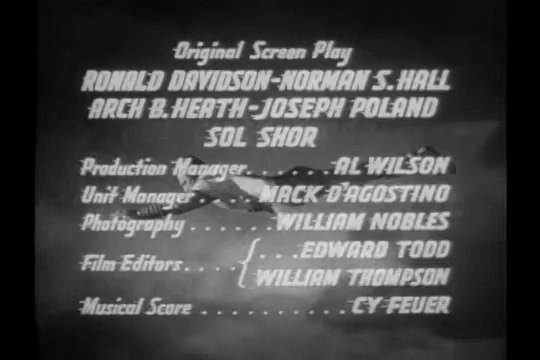 Original Screen Play
RONALD DAVIDSON-NORMAN S. HALL
ARCH B. HEATH-JOSEPH POLAND
SOL SHOR
Production Manager. . . . . . AL WILSON
Unit Manager. . . . . MACK D'AGOSTINO
Photography . . . . . . WILLIAM NOBLES
Film Editors. . . . . { . . .EDWARD TODD
WILLIAM THOMPSON
Musical Score . . . . . . . . . . CY FEUER